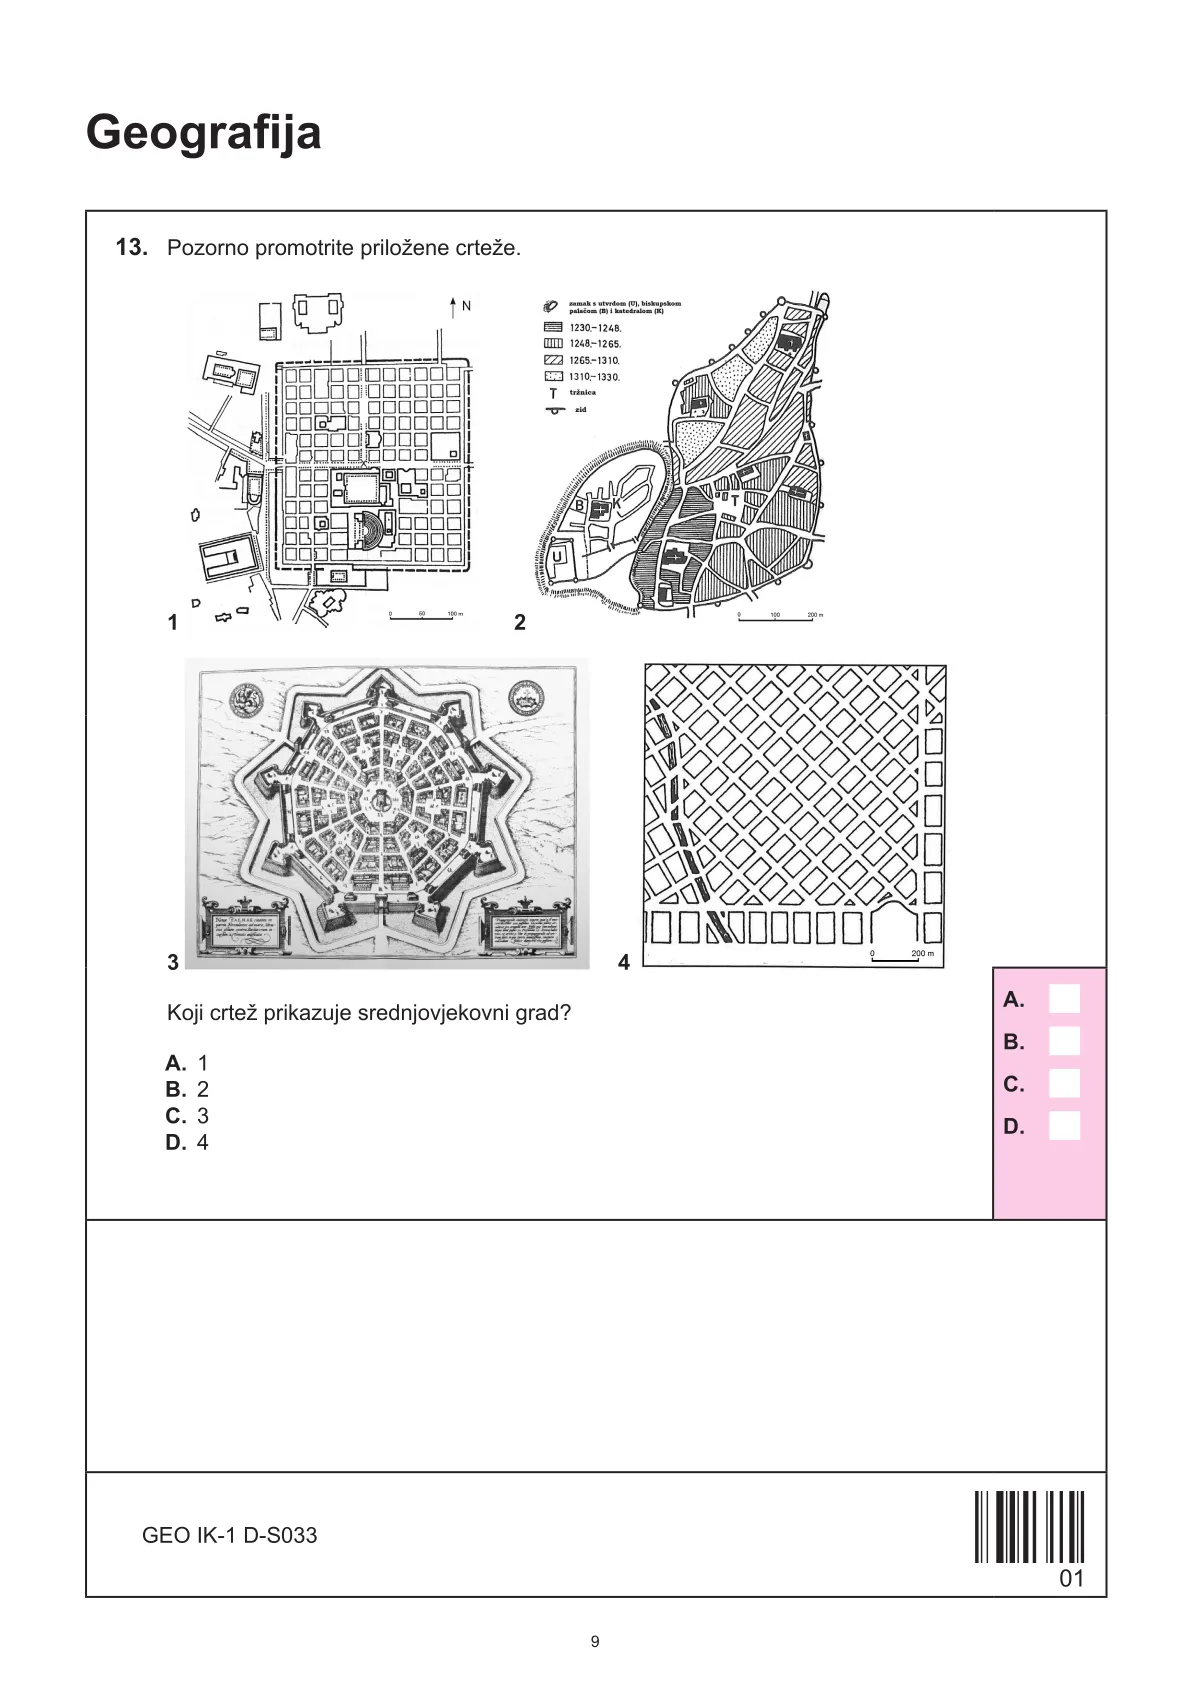 Geografija
13. Pozorno promotrite priložene crteže.
N
0 50 100 m
1
zamak s utvrdom (U), biskupskom
palačom (B) i katedralom (K)
1230.–1248.
1248.–1265.
1265.–1310.
1310.–1330.
T tržnica
zid
B
K
T
U
0 100 200 m
2
3
0 200 m
4
Koji crtež prikazuje srednjovjekovni grad?
A. 1
B. 2
C. 3
D. 4
A.
B.
C.
D.
GEO IK-1 D-S033
01
9